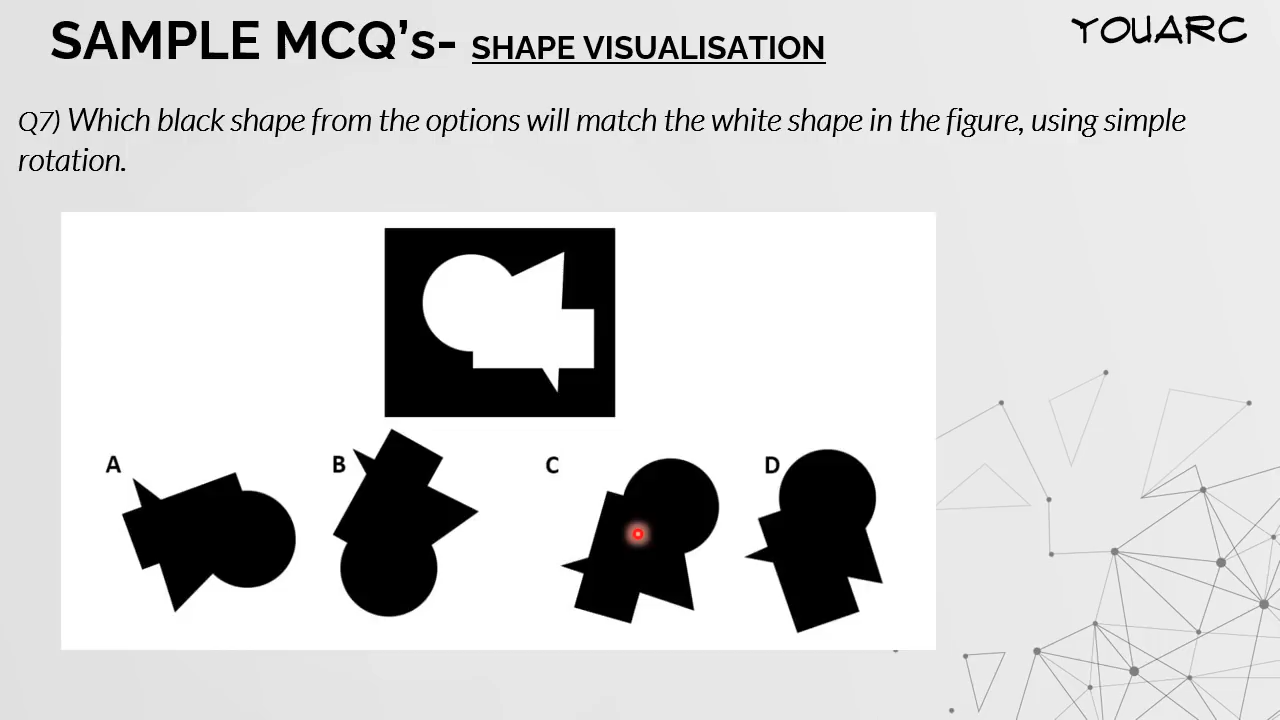 SAMPLE MCQ's- SHAPE VISUALISATION
YOUARC
Q7) Which black shape from the options will match the white shape in the figure, using simple
rotation.
A
B
C
D